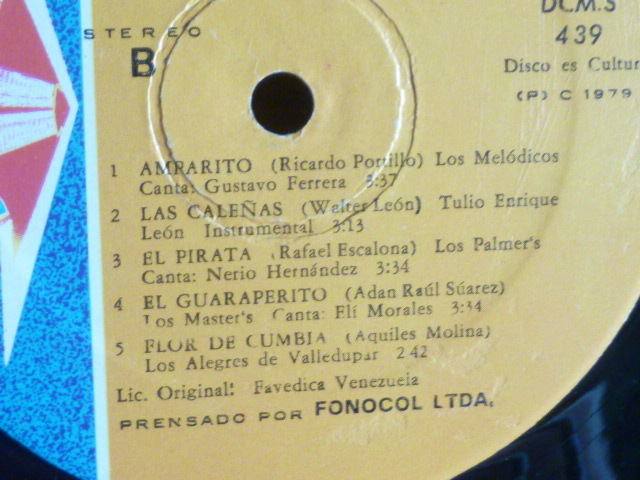 STEREO
B
DCM.S
439
Disco es Cultur
(P) C 1979
1 AMPARITO (Ricardo Portillo) Los Melódicos
Canta: Gustavo Ferrera 3:37
2 LAS CALEÑAS (Walter León) Tulio Enrique
León Instrumental 3:13
3 EL PIRATA (Rafael Escalona) Los Palmer's
Canta: Nerio Hernández 3:34
4 EL GUARAPERITO (Adan Raúl Súarez)
Los Master's Canta: Elí Morales 3:34
5 FLOR DE CUMBIA (Aquiles Molina)
Los Alegres de Valledupar 2 42
Lic. Original: Favedica Venezuela
PRENSADO POR FONOCOL LTDA.